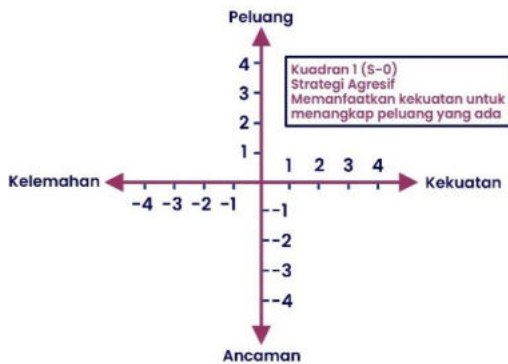 Peluang
4
3
2
1
Kuadran 1 (S-0)
Strategi Agresif
Memanfaatkan kekuatan untuk
menangkap peluang yang ada
1 2 3 4
Kelemahan
Kekuatan
-4 -3 -2 -1
-1
-2
-3
-4
Ancaman